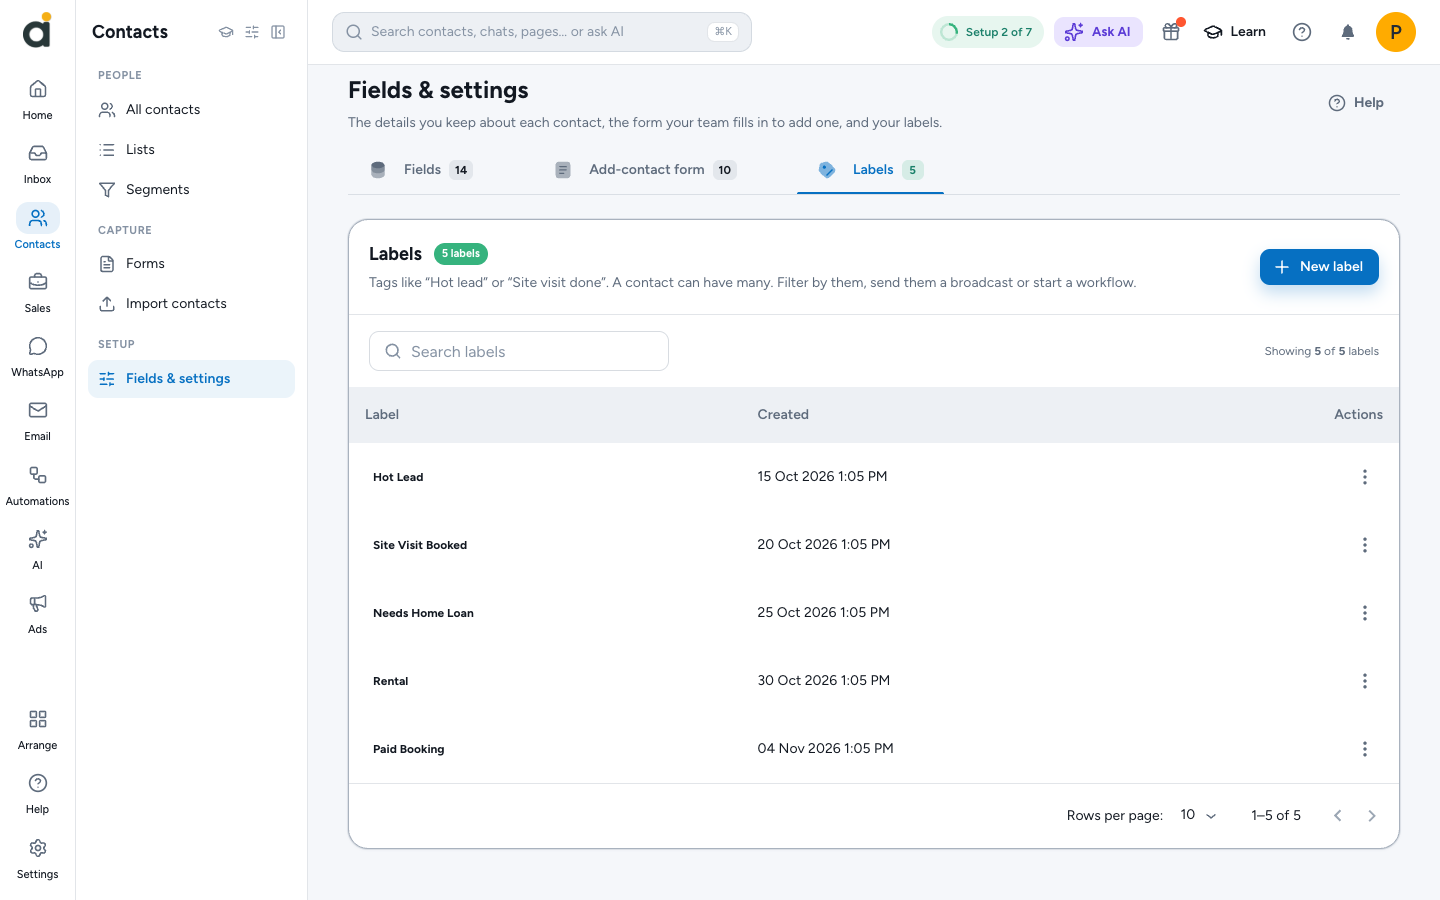 Home
Inbox
Contacts
Sales
WhatsApp
Email
Automations
AI
Ads
Arrange
Help
Settings
Contacts
PEOPLE
All contacts
Lists
Segments
CAPTURE
Forms
Import contacts
SETUP
Fields & settings
Search contacts, chats, pages... or ask AI
⌘K
Setup 2 of 7
Ask AI
Learn
P
Fields & settings
The details you keep about each contact, the form your team fills in to add one, and your labels.
Help
Fields 14
Add-contact form 10
Labels 5
Labels 5 labels
Tags like “Hot lead” or “Site visit done”. A contact can have many. Filter by them, send them a broadcast or start a workflow.
New label
Search labels
Showing 5 of 5 labels
Label Created Actions
Hot Lead 15 Oct 2026 1:05 PM
Site Visit Booked 20 Oct 2026 1:05 PM
Needs Home Loan 25 Oct 2026 1:05 PM
Rental 30 Oct 2026 1:05 PM
Paid Booking 04 Nov 2026 1:05 PM
Rows per page: 10 1–5 of 5